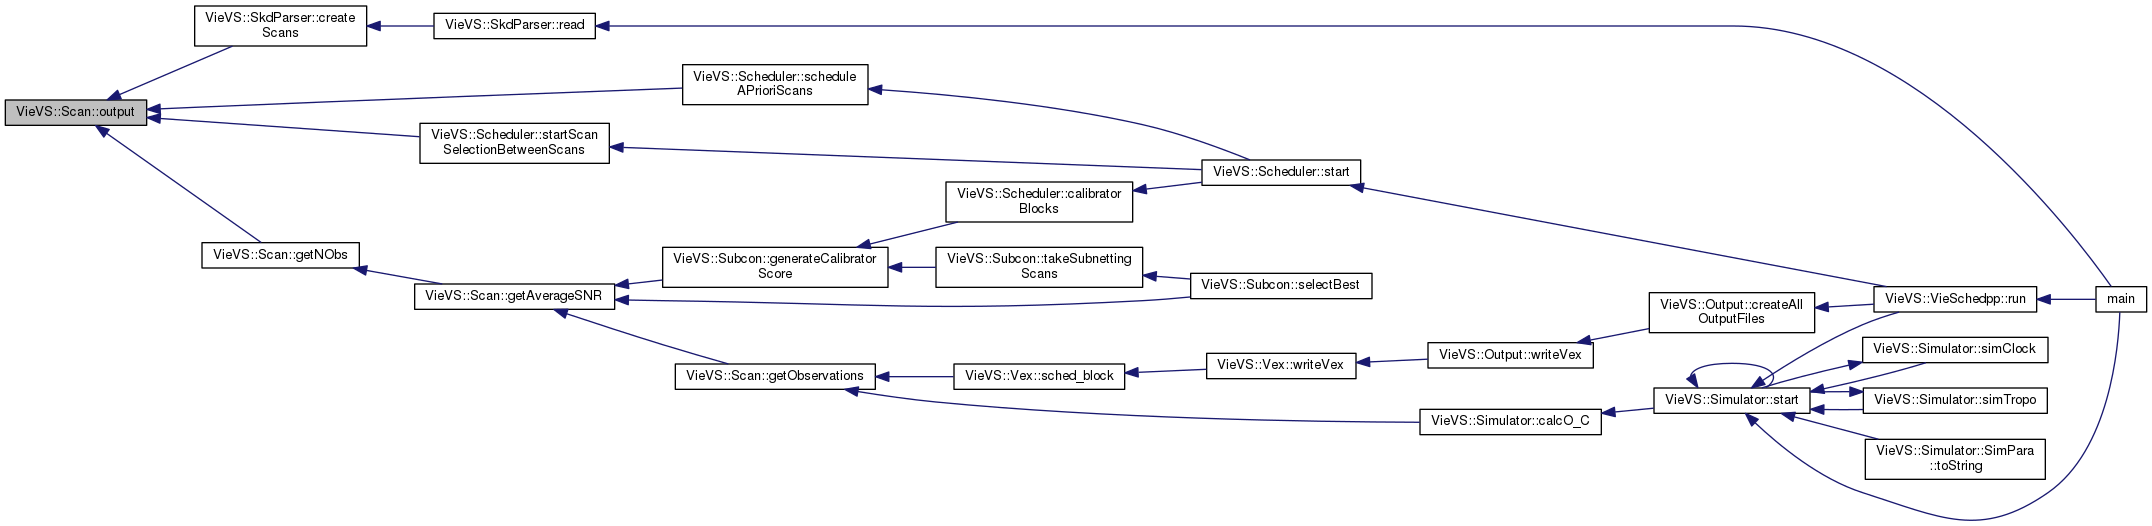 VieVS::SkdParser::create
Scans
VieVS::SkdParser::read
VieVS::Scheduler::schedule
APrioriScans
VieVS::Scan::output
VieVS::Scheduler::startScan
SelectionBetweenScans
VieVS::Scheduler::start
VieVS::Scheduler::calibrator
Blocks
VieVS::Scan::getNObs
VieVS::Subcon::generateCalibrator
Score
VieVS::Subcon::takeSubnetting
Scans
VieVS::Subcon::selectBest
VieVS::Scan::getAverageSNR
VieVS::Output::createAll
OutputFiles
VieVS::VieSchedpp::run
main
VieVS::Scan::getObservations
VieVS::Vex::sched_block
VieVS::Vex::writeVex
VieVS::Output::writeVex
VieVS::Simulator::simClock
VieVS::Simulator::start
VieVS::Simulator::simTropo
VieVS::Simulator::calcO_C
VieVS::Simulator::SimPara
::toString